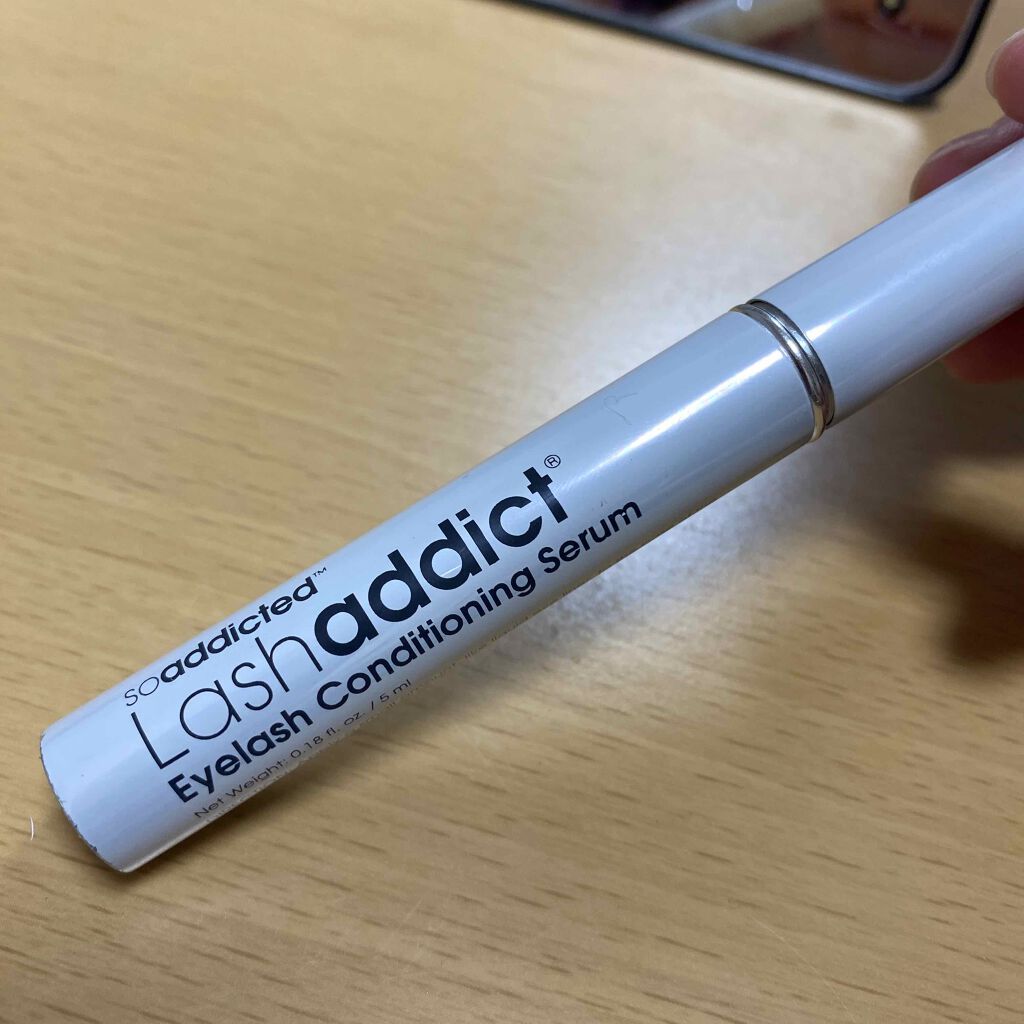 SOaddicted™
Lashaddict®
Eyelash Conditioning Serum
Net Weight: 0.18 fl. oz. / 5 ml